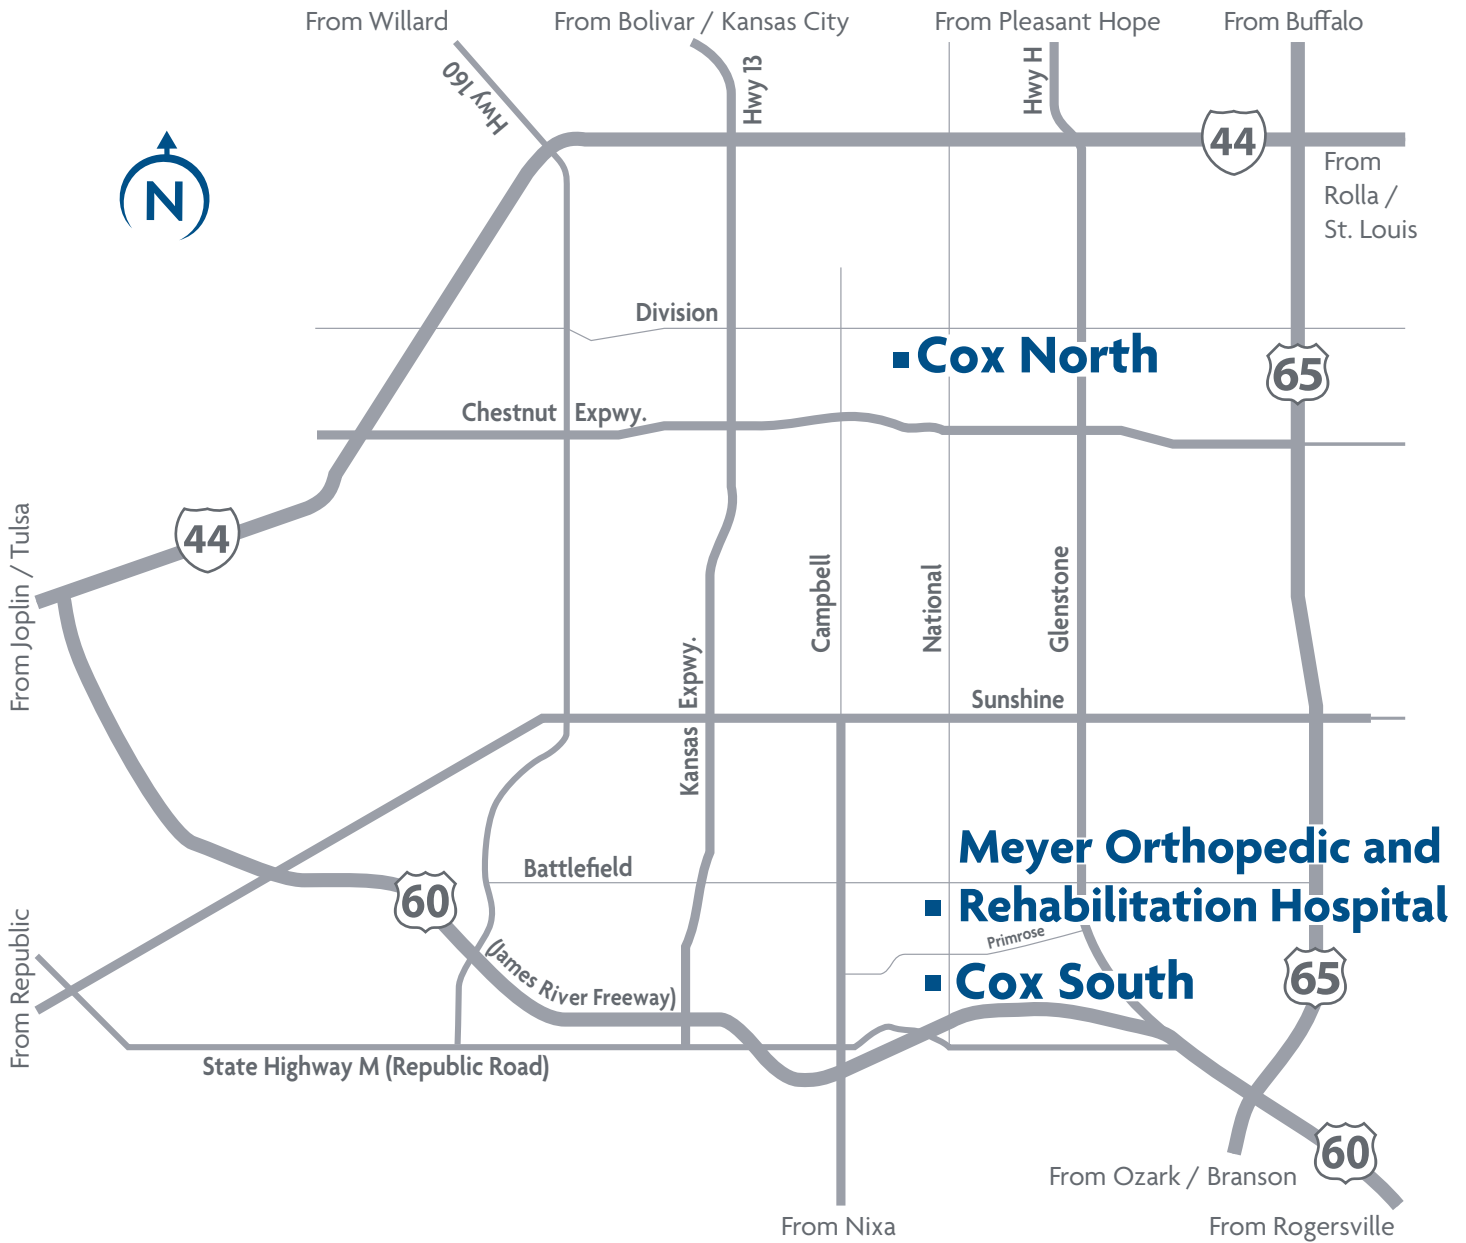 From Willard
From Bolivar / Kansas City
From Pleasant Hope
From Buffalo
Hwy 160
Hwy 13
Hwy H
44
From
Rolla /
St. Louis
N
Division
Cox North
65
Chestnut Expwy.
44
From Joplin / Tulsa
Campbell
National
Glenstone
Kansas Expwy.
Sunshine
Meyer Orthopedic and
Rehabilitation Hospital
Battlefield
60
Primrose
(James River Freeway)
Cox South
65
From Republic
State Highway M (Republic Road)
60
From Ozark / Branson
From Nixa
From Rogersville